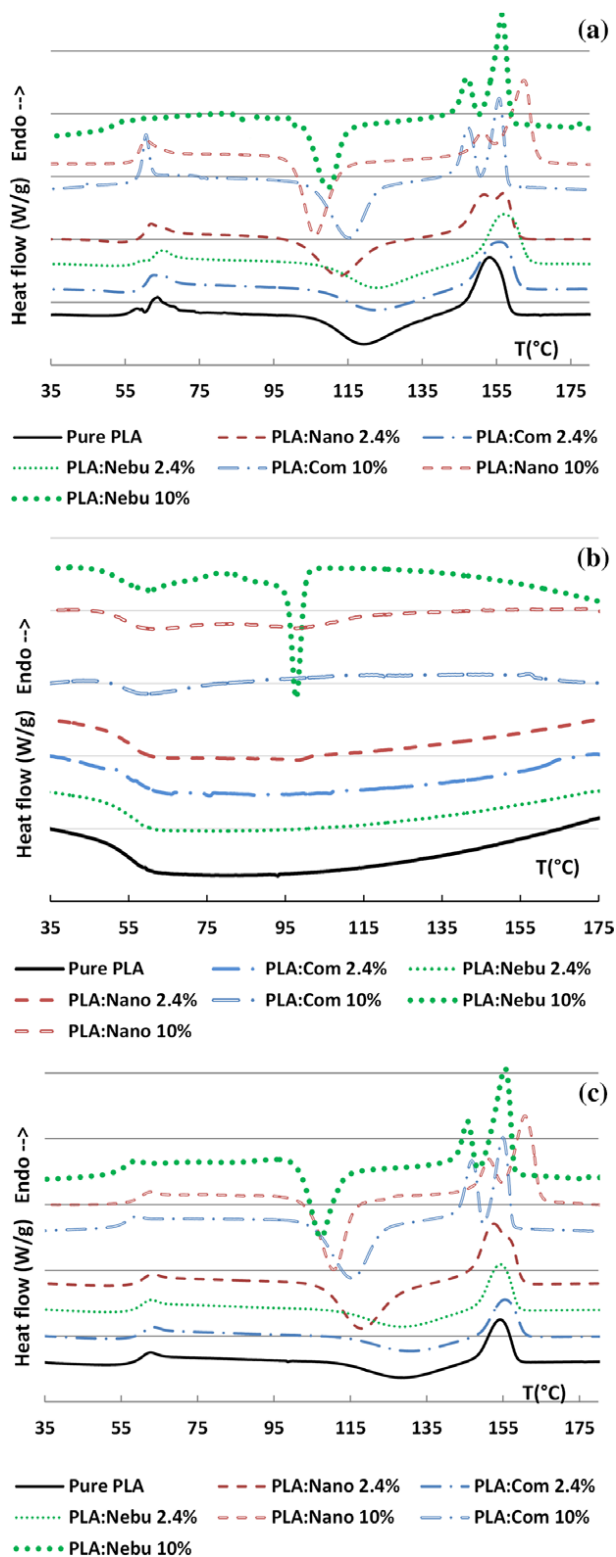 (a)
Heat flow (W/g) Endo -->
T(°C)
35 55 75 95 115 135 155 175
Pure PLA PLA:Nano 2.4% PLA:Com 2.4%
PLA:Nebu 2.4% PLA:Com 10% PLA:Nano 10%
PLA:Nebu 10%
(b)
Heat flow (W/g) Endo -->
T(°C)
35 55 75 95 115 135 155 175
Pure PLA PLA:Com 2.4% PLA:Nebu 2.4%
PLA:Nano 2.4% PLA:Com 10% PLA:Nebu 10%
PLA:Nano 10%
(c)
Heat flow (W/g) Endo -->
T(°C)
35 55 75 95 115 135 155 175
Pure PLA PLA:Nano 2.4% PLA:Com 2.4%
PLA:Nebu 2.4% PLA:Nano 10% PLA:Com 10%
PLA:Nebu 10%